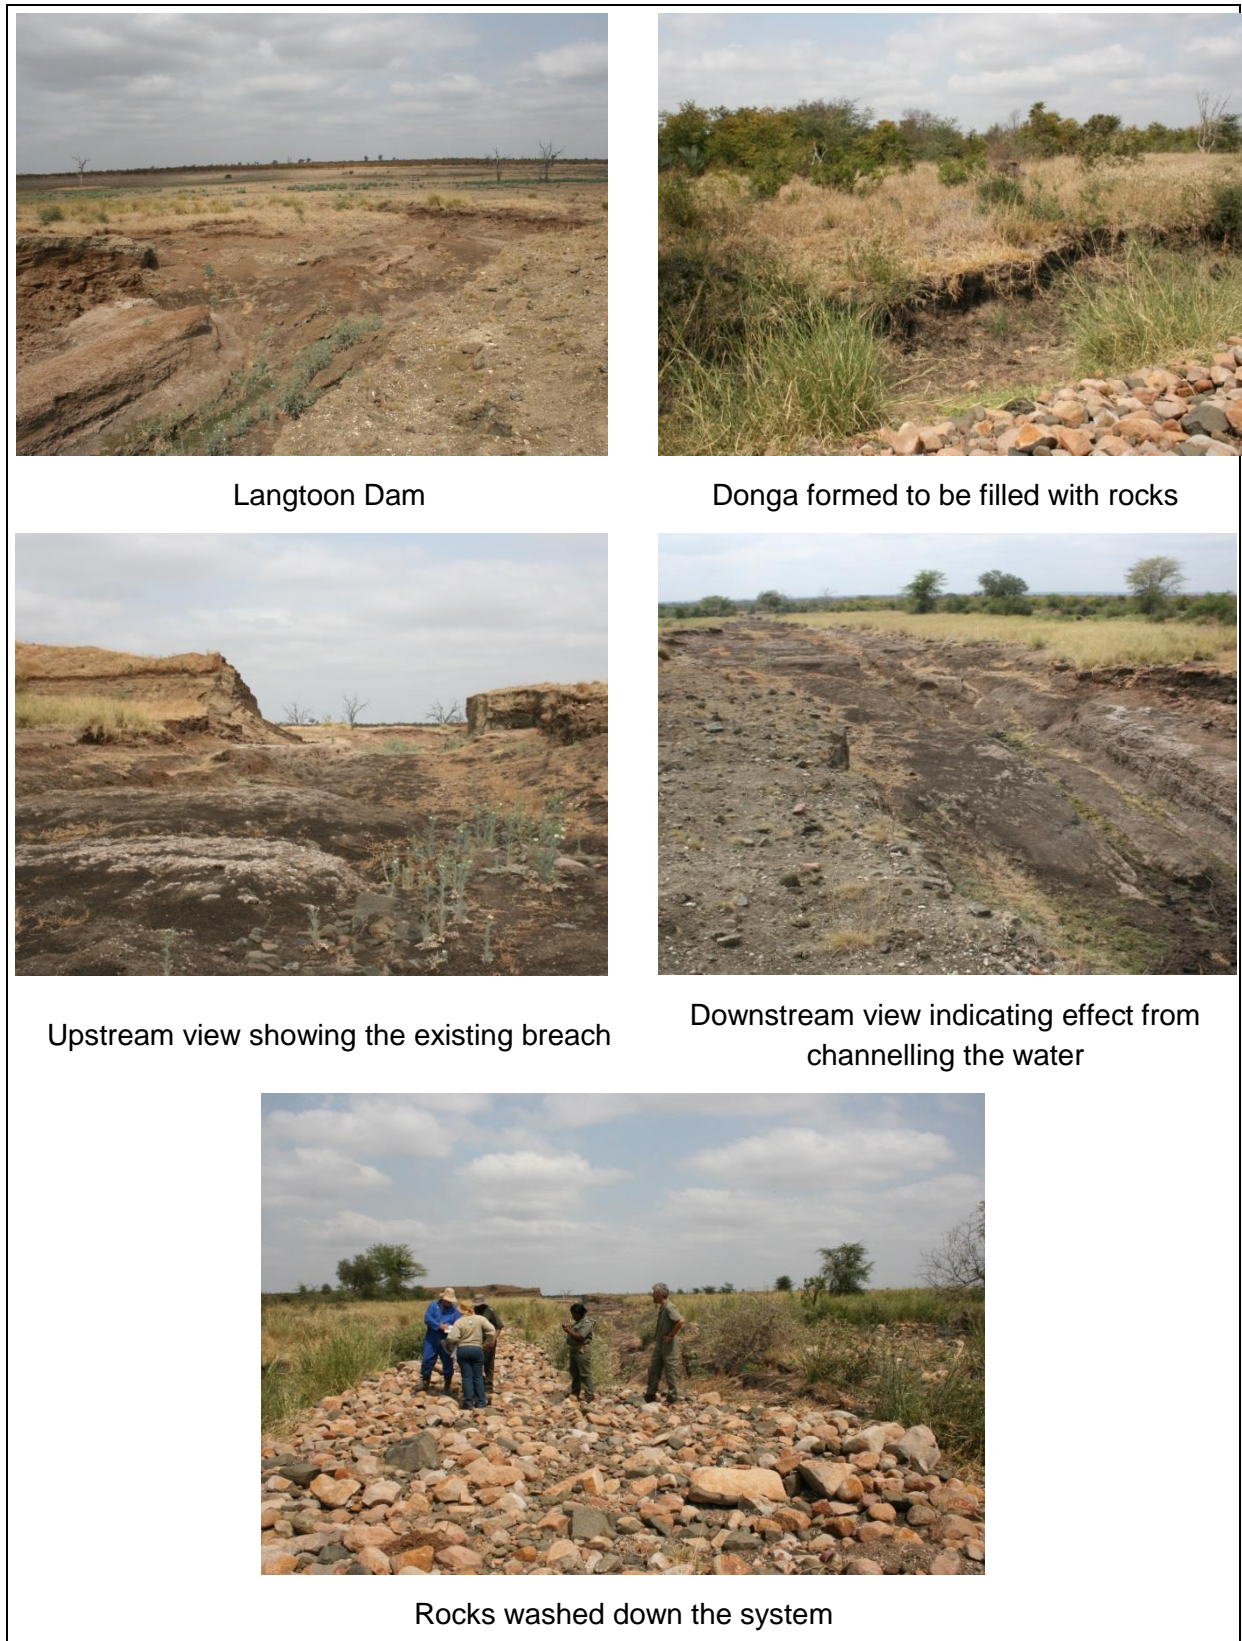 Langtoon Dam
Donga formed to be filled with rocks
Upstream view showing the existing breach
Downstream view indicating effect from
channelling the water
Rocks washed down the system